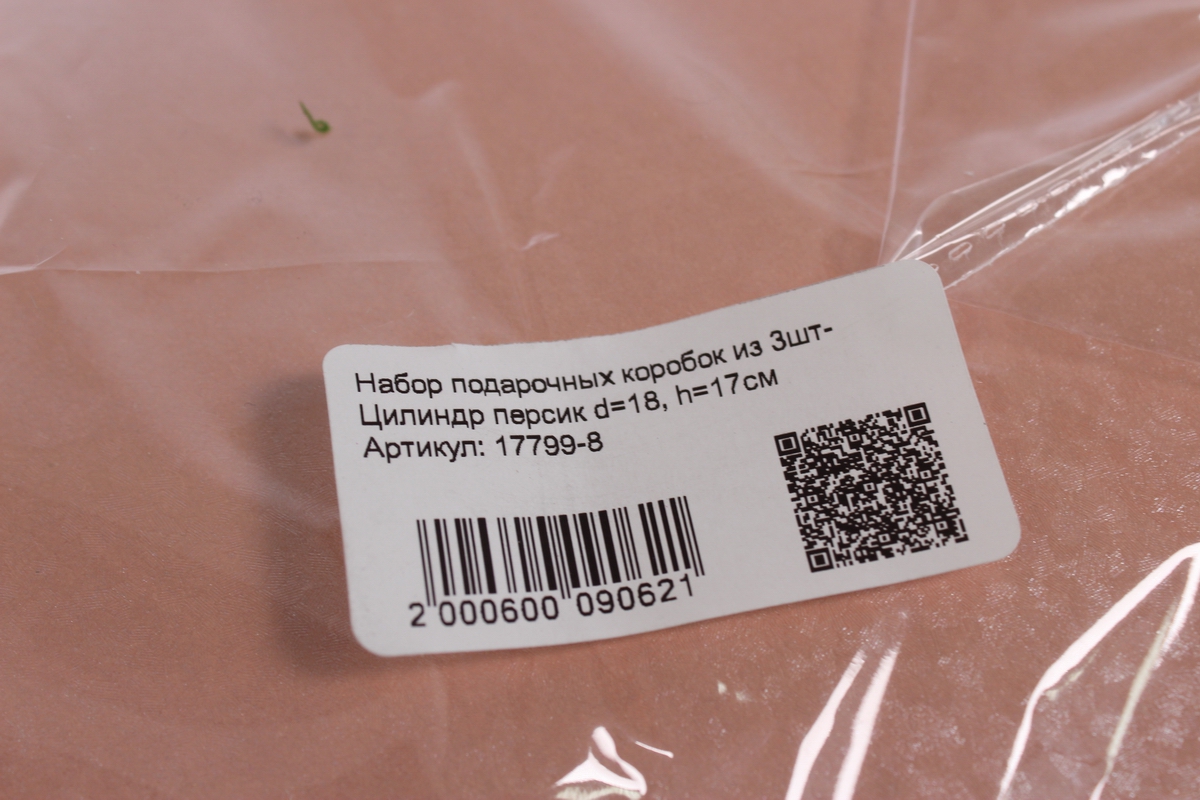 Набор подарочных коробок из 3шт-
Цилиндр персик d=18, h=17см
Артикул: 17799-8
2 000600 090621